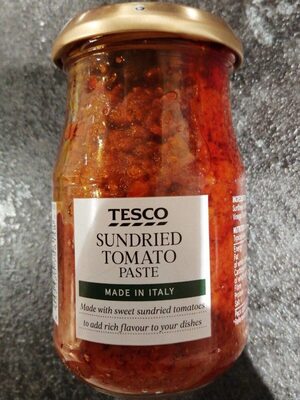 TESCO
SUNDRIED
TOMATO
PASTE
MADE IN ITALY
Made with sweet sundried tomatoes
to add rich flavour to your dishes